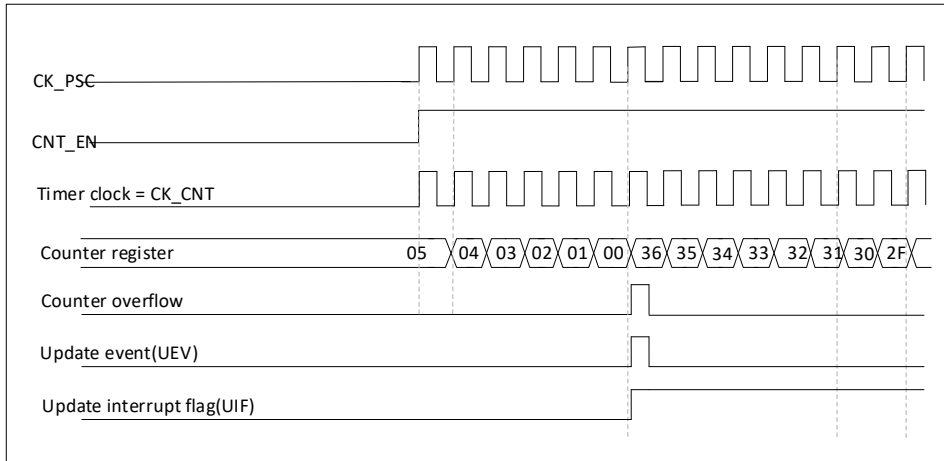 CK_PSC
CNT_EN
Timer clock = CK_CNT
Counter register 05 04 03 02 01 00 36 35 34 33 32 31 30 2F
Counter overflow
Update event(UEV)
Update interrupt flag(UIF)